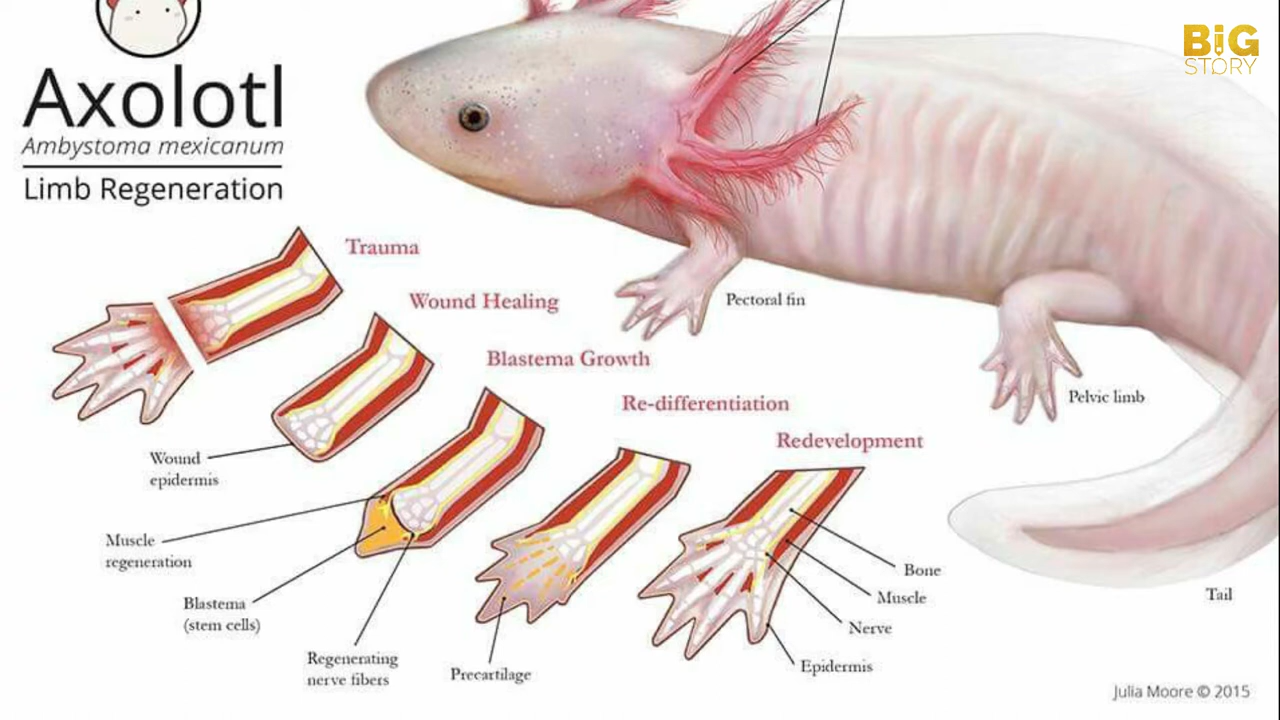 BIG
STORY
Axolotl
Ambystoma mexicanum
Limb Regeneration
Trauma
Wound Healing
Pectoral fin
Blastema Growth
Re-differentiation
Pelvic limb
Redevelopment
Wound
epidermis
Muscle
regeneration
Bone
Muscle
Tail
Blastema
(stem cells)
Nerve
Regenerating
nerve fibers
Precartilage
Epidermis
Julia Moore © 2015